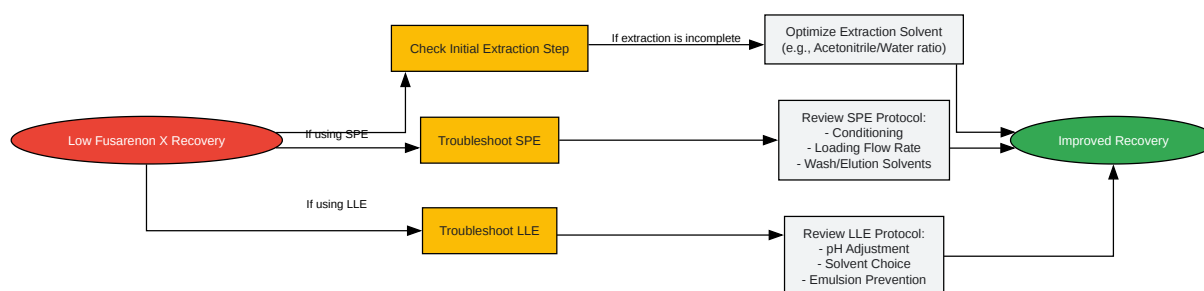 Check Initial Extraction Step
If extraction is incomplete
Optimize Extraction Solvent
(e.g., Acetonitrile/Water ratio)
Low Fusarenon X Recovery
If using SPE
Troubleshoot SPE
Review SPE Protocol:
- Conditioning
- Loading Flow Rate
- Wash/Elution Solvents
Improved Recovery
If using LLE
Troubleshoot LLE
Review LLE Protocol:
- pH Adjustment
- Solvent Choice
- Emulsion Prevention